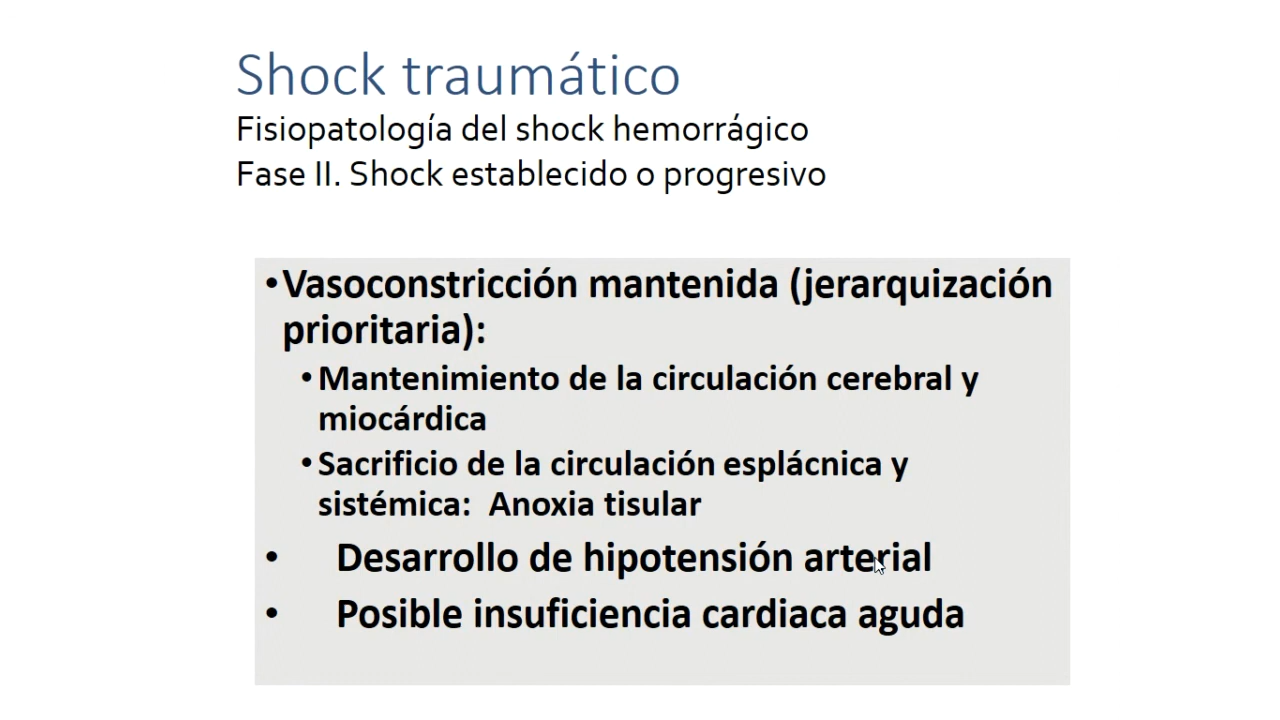 Shock traumático
Fisiopatología del shock hemorrágico
Fase II. Shock establecido o progresivo
•Vasoconstricción mantenida (jerarquización
prioritaria):
•Mantenimiento de la circulación cerebral y
miocárdica
•Sacrificio de la circulación esplácnica y
sistémica: Anoxia tisular
• Desarrollo de hipotensión arterial
• Posible insuficiencia cardiaca aguda